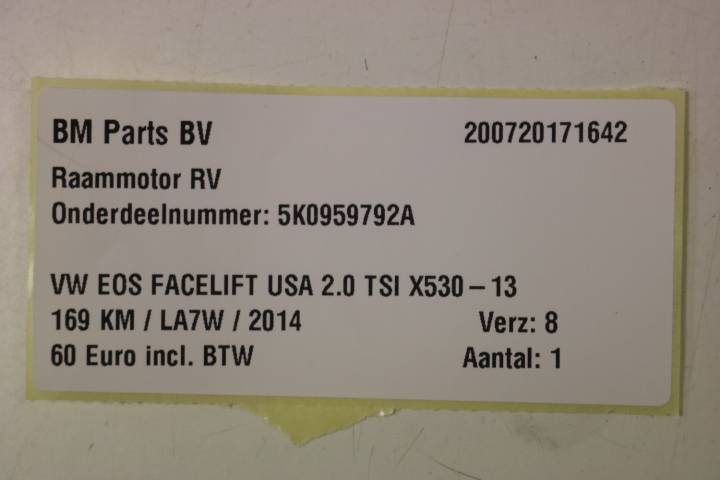 BM Parts BV 200720171642
Raammotor RV
Onderdeelnummer: 5K0959792A
VW EOS FACELIFT USA 2.0 TSI X530 – 13
169 KM / LA7W / 2014 Verz: 8
60 Euro incl. BTW Aantal: 1